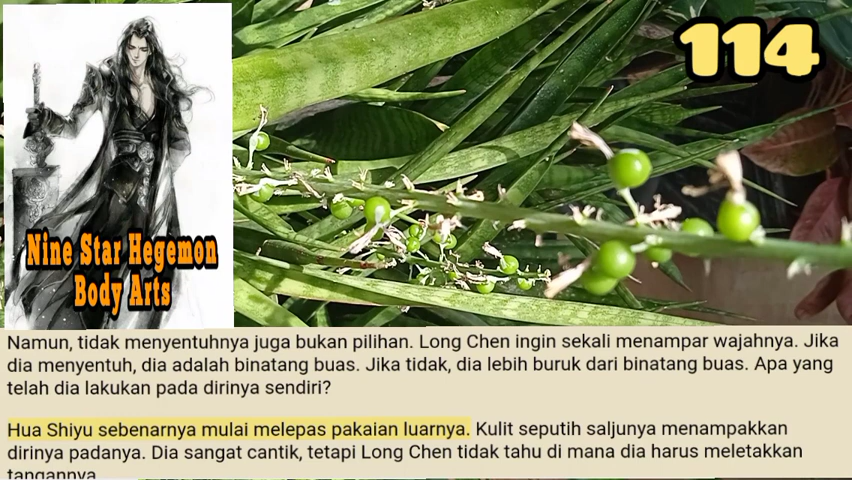 114
Nine Star Hegemon
Body Arts
Namun, tidak menyentuhnya juga bukan pilihan. Long Chen ingin sekali menampar wajahnya. Jika
dia menyentuh, dia adalah binatang buas. Jika tidak, dia lebih buruk dari binatang buas. Apa yang
telah dia lakukan pada dirinya sendiri?
Hua Shiyu sebenarnya mulai melepas pakaian luarnya. Kulit seputih saljunya menampakkan
dirinya padanya. Dia sangat cantik, tetapi Long Chen tidak tahu di mana dia harus meletakkan
tangannya